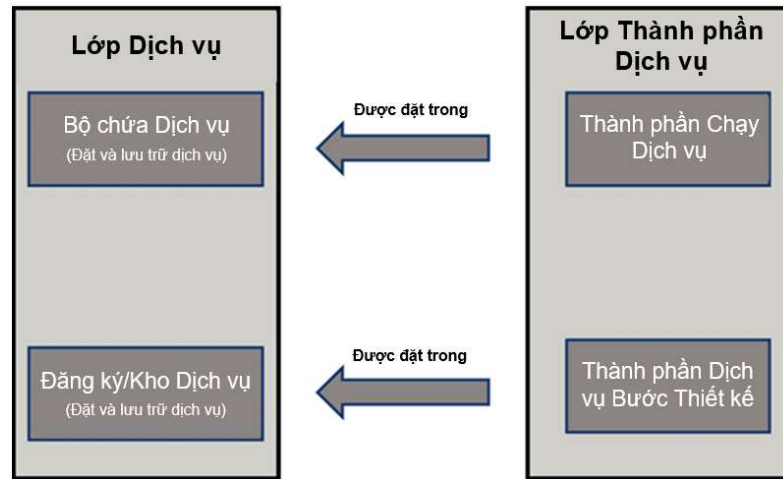 Lớp Dịch vụ
Bộ chứa Dịch vụ
(Đặt và lưu trữ dịch vụ)
Đăng ký/Kho Dịch vụ
(Đặt và lưu trữ dịch vụ)
Được đặt trong
Được đặt trong
Lớp Thành phần
Dịch vụ
Thành phần Chạy
Dịch vụ
Thành phần Dịch
vụ Bước Thiết kế